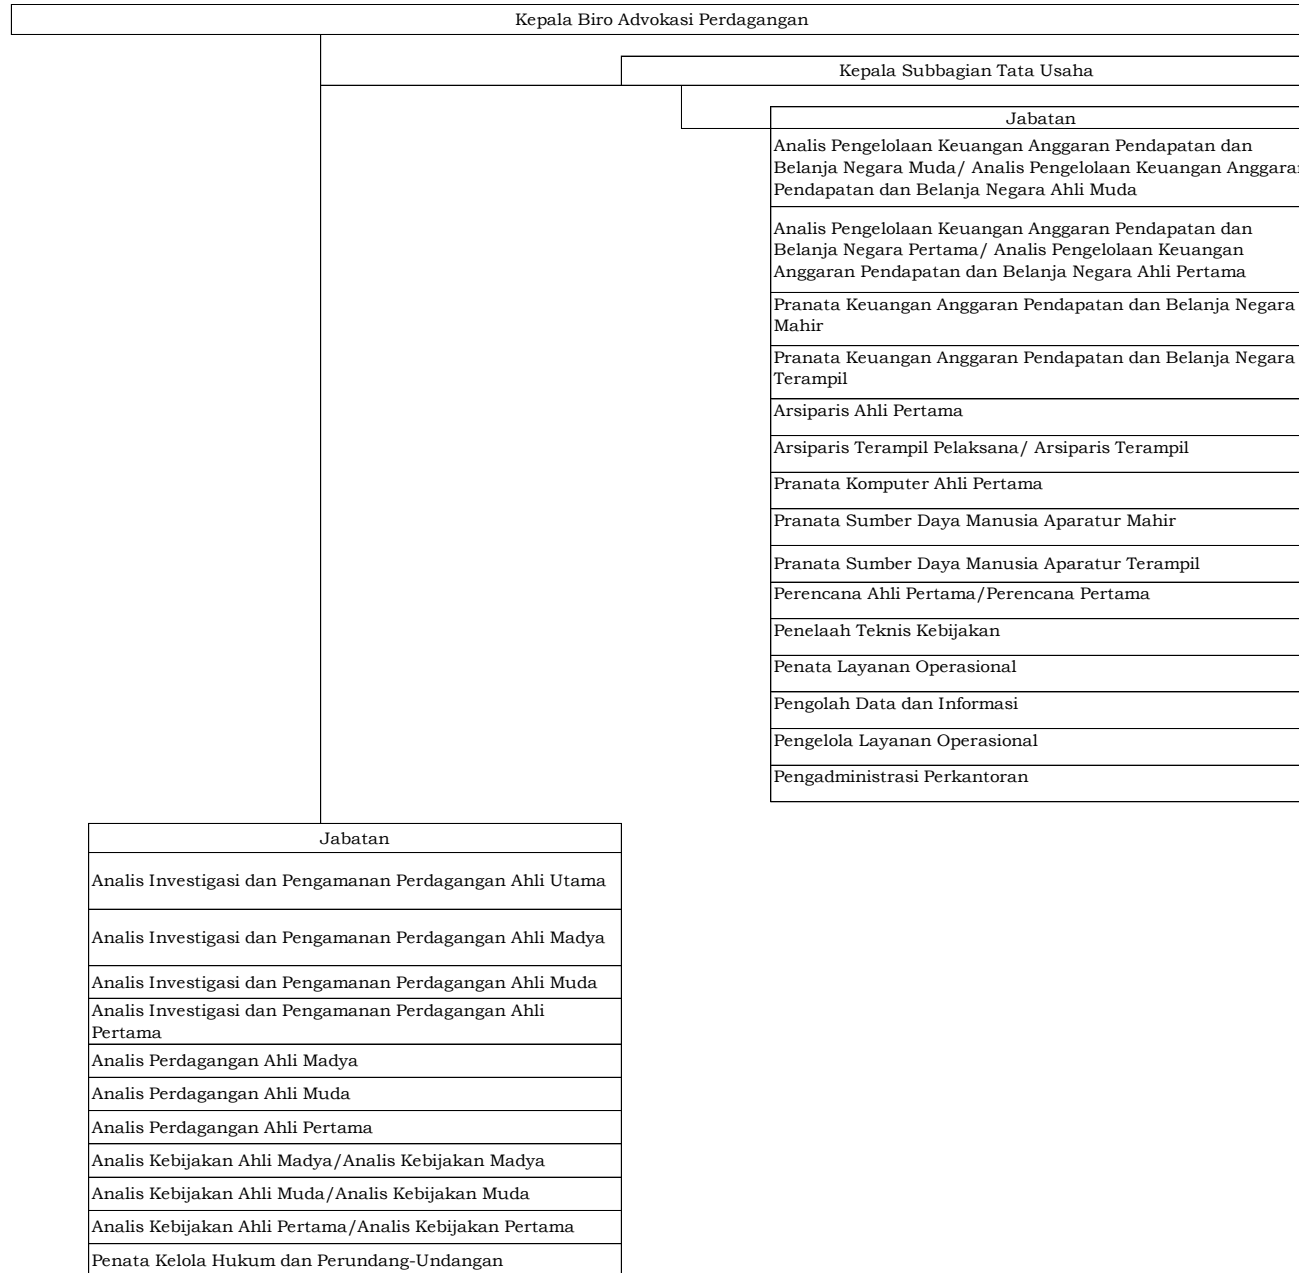 Kepala Biro Advokasi Perdagangan
Kepala Subbagian Tata Usaha
Jabatan
Analis Pengelolaan Keuangan Anggaran Pendapatan dan
Belanja Negara Muda/ Analis Pengelolaan Keuangan Anggaran
Pendapatan dan Belanja Negara Ahli Muda
Analis Pengelolaan Keuangan Anggaran Pendapatan dan
Belanja Negara Pertama/ Analis Pengelolaan Keuangan
Anggaran Pendapatan dan Belanja Negara Ahli Pertama
Pranata Keuangan Anggaran Pendapatan dan Belanja Negara
Mahir
Pranata Keuangan Anggaran Pendapatan dan Belanja Negara
Terampil
Arsiparis Ahli Pertama
Arsiparis Terampil Pelaksana/ Arsiparis Terampil
Pranata Komputer Ahli Pertama
Pranata Sumber Daya Manusia Aparatur Mahir
Pranata Sumber Daya Manusia Aparatur Terampil
Perencana Ahli Pertama/Perencana Pertama
Penelaah Teknis Kebijakan
Penata Layanan Operasional
Pengolah Data dan Informasi
Pengelola Layanan Operasional
Pengadministrasi Perkantoran
Jabatan
Analis Investigasi dan Pengamanan Perdagangan Ahli Utama
Analis Investigasi dan Pengamanan Perdagangan Ahli Madya
Analis Investigasi dan Pengamanan Perdagangan Ahli Muda
Analis Investigasi dan Pengamanan Perdagangan Ahli
Pertama
Analis Perdagangan Ahli Madya
Analis Perdagangan Ahli Muda
Analis Perdagangan Ahli Pertama
Analis Kebijakan Ahli Madya/Analis Kebijakan Madya
Analis Kebijakan Ahli Muda/Analis Kebijakan Muda
Analis Kebijakan Ahli Pertama/Analis Kebijakan Pertama
Penata Kelola Hukum dan Perundang-Undangan